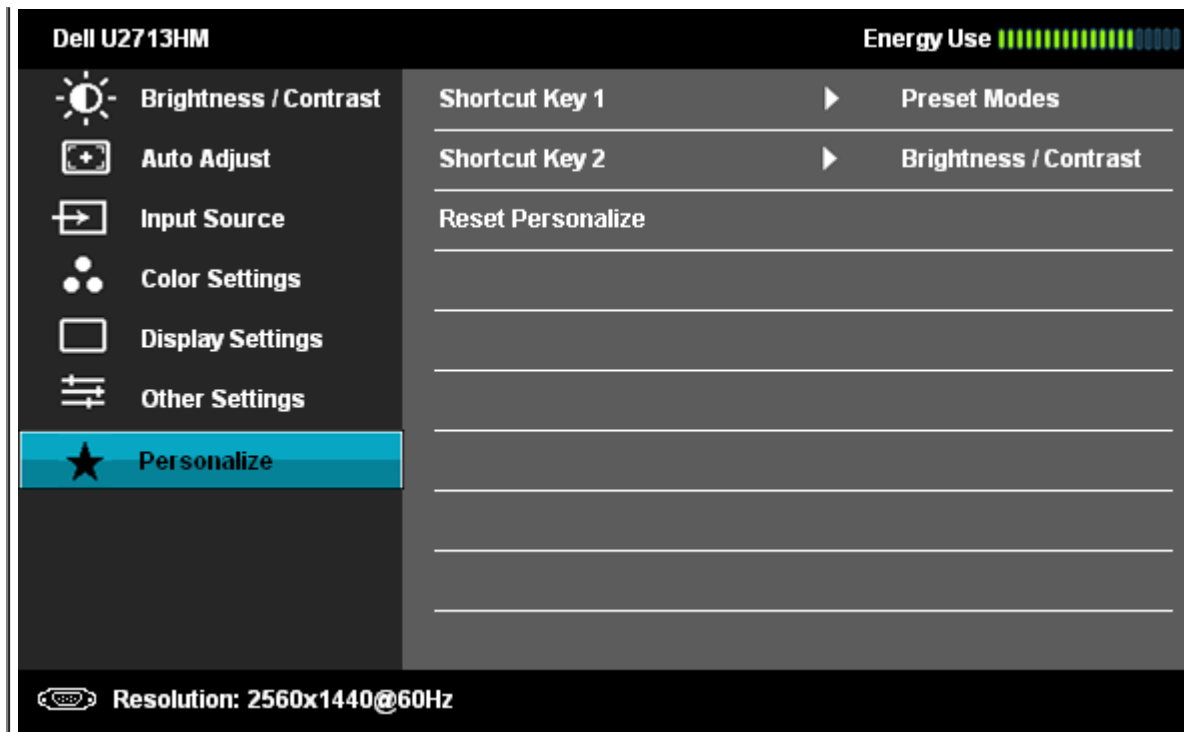 Dell U2713HM Energy Use
Brightness / Contrast Shortcut Key 1 Preset Modes
Auto Adjust Shortcut Key 2 Brightness / Contrast
Input Source Reset Personalize
Color Settings
Display Settings
Other Settings
Personalize
Resolution: 2560x1440@60Hz